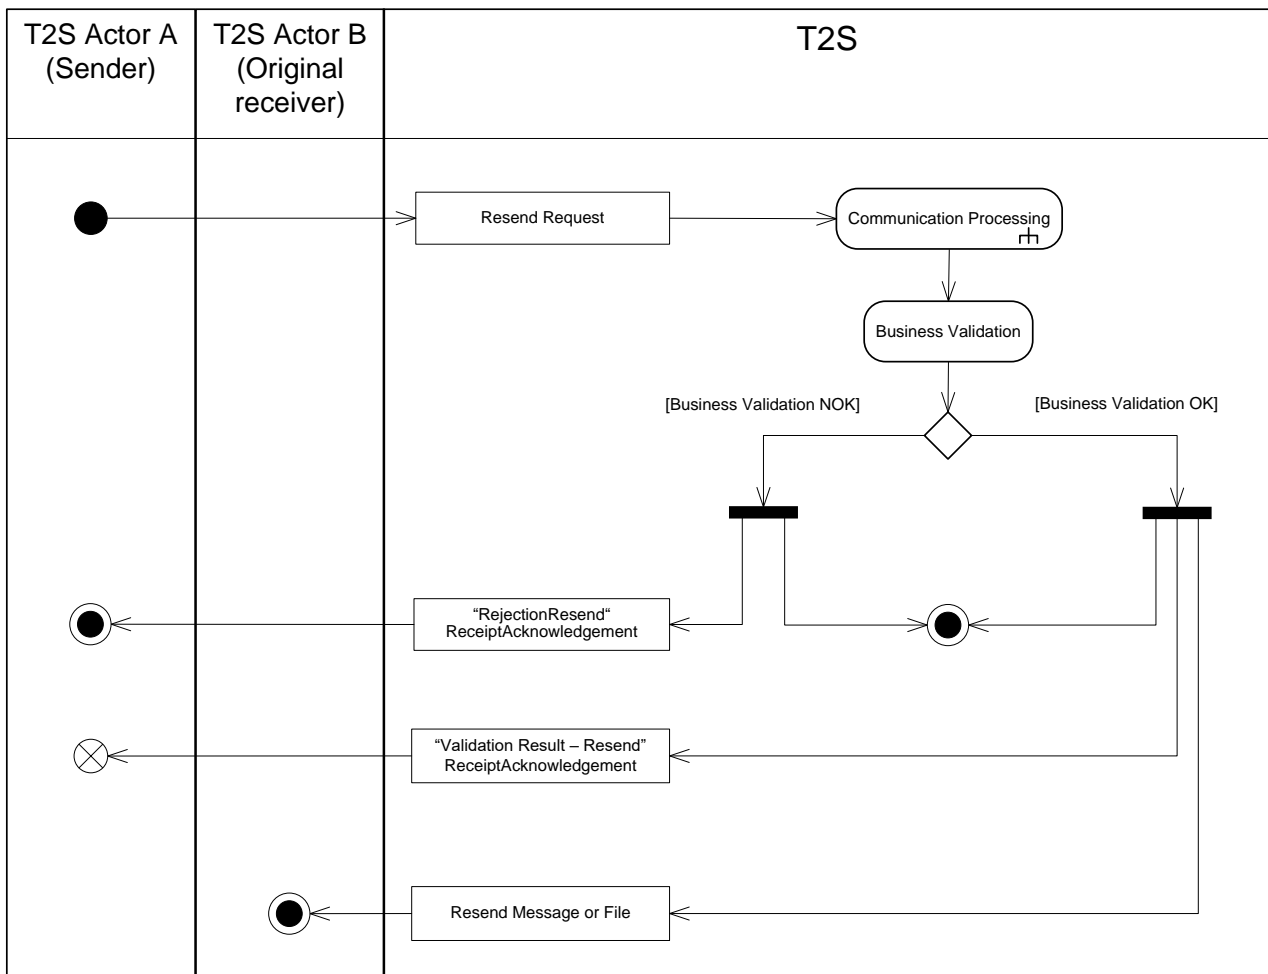 T2S Actor A
(Sender)
T2S Actor B
(Original
receiver)
T2S
Resend Request
Communication Processing
Business Validation
[Business Validation NOK]
[Business Validation OK]
“RejectionResend“
ReceiptAcknowledgement
“Validation Result – Resend”
ReceiptAcknowledgement
Resend Message or File